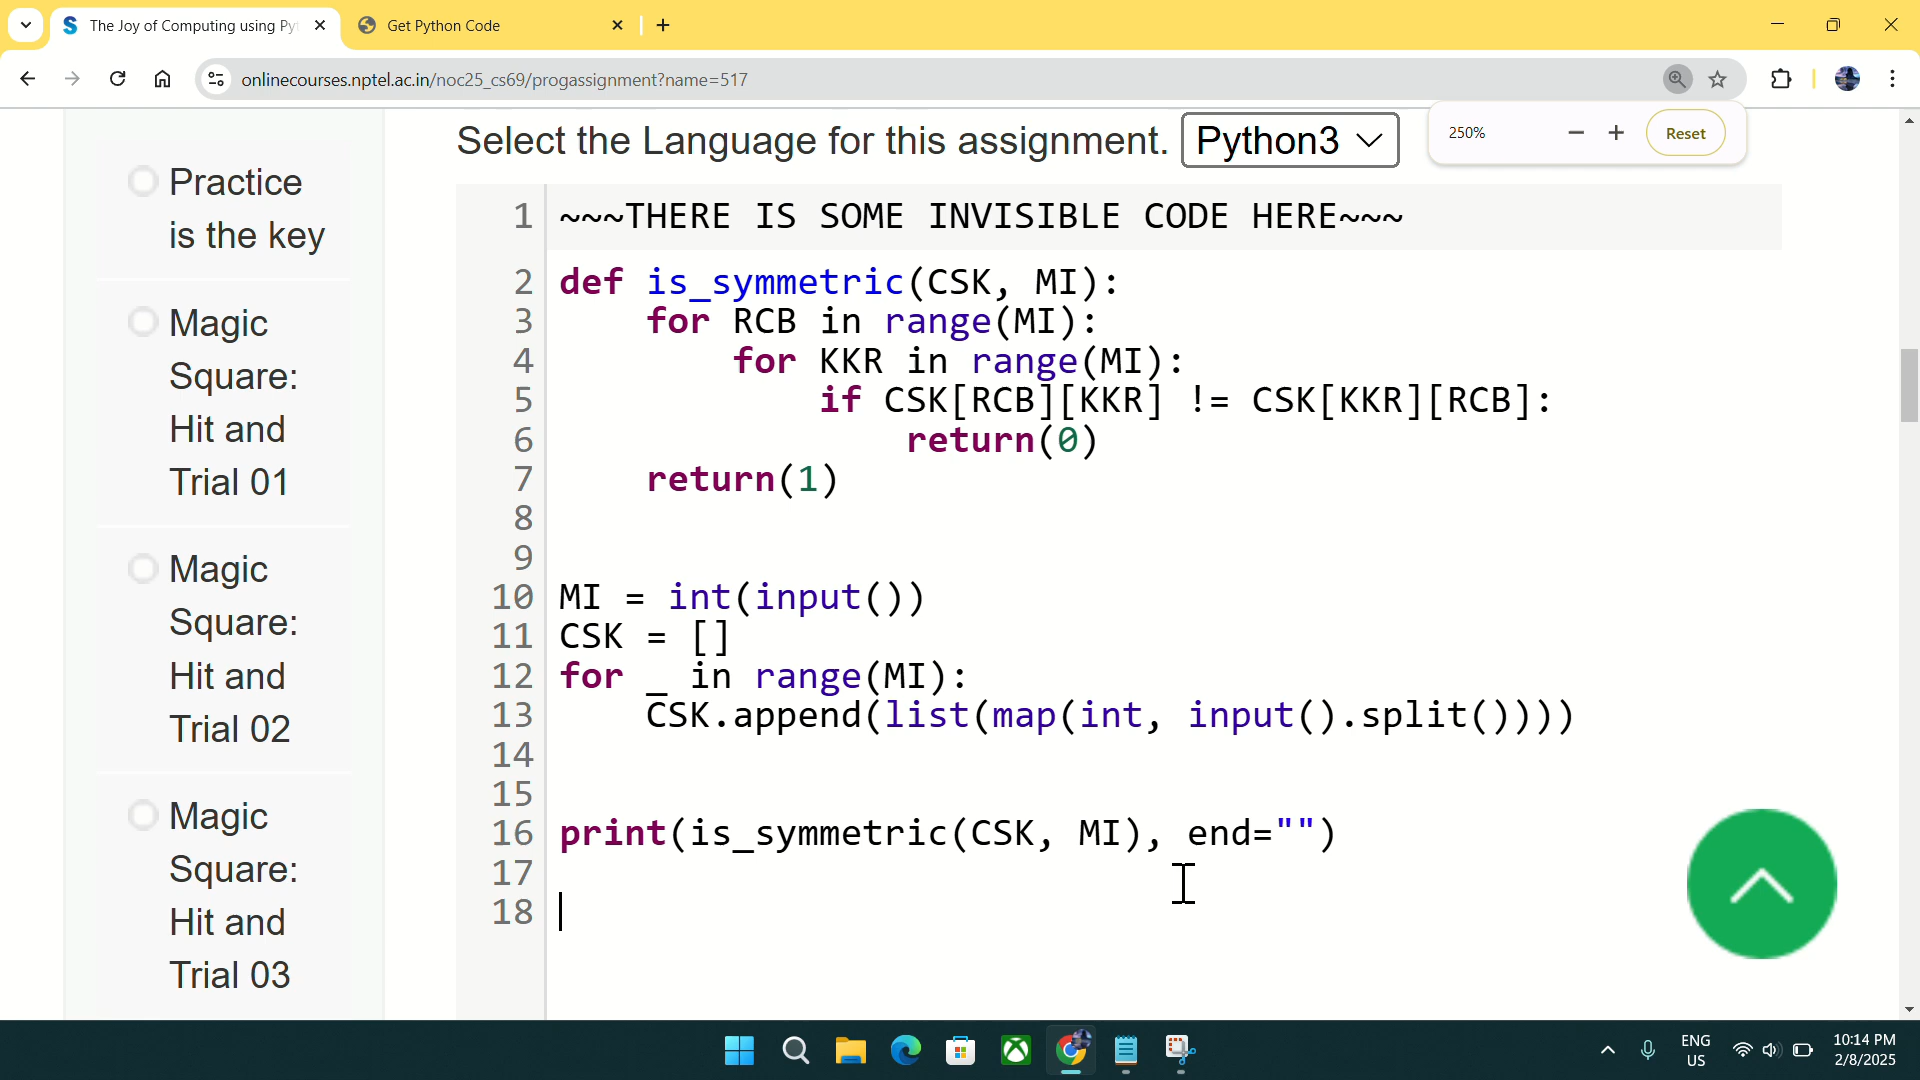 The Joy of Computing using Py
Get Python Code
onlinecourses.nptel.ac.in/noc25_cs69/progassignment?name=517
250%
Reset
Select the Language for this assignment. Python3
Practice
is the key
Magic
Square:
Hit and
Trial 01
Magic
Square:
Hit and
Trial 02
Magic
Square:
Hit and
Trial 03
1 ~~~THERE IS SOME INVISIBLE CODE HERE~~~
2 def is_symmetric(CSK, MI):
3     for RCB in range(MI):
4         for KKR in range(MI):
5             if CSK[RCB][KKR] != CSK[KKR][RCB]:
6                 return(0)
7     return(1)
8
9
10 MI = int(input())
11 CSK = []
12 for _ in range(MI):
13     CSK.append(list(map(int, input().split())))
14
15
16 print(is_symmetric(CSK, MI), end="")
17
18
ENG
US
10:14 PM
2/8/2025